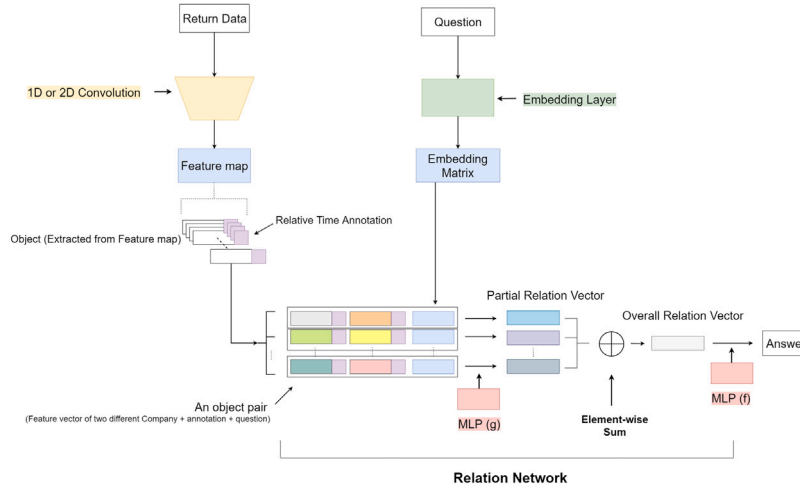 Return Data
Question
1D or 2D Convolution
Embedding Layer
Feature map
Embedding
Matrix
Relative Time Annotation
Object (Extracted from Feature map)
Partial Relation Vector
Overall Relation Vector
Answer
An object pair
(Feature vector of two different Company + annotation + question)
MLP (g)
Element-wise
Sum
MLP (f)
Relation Network